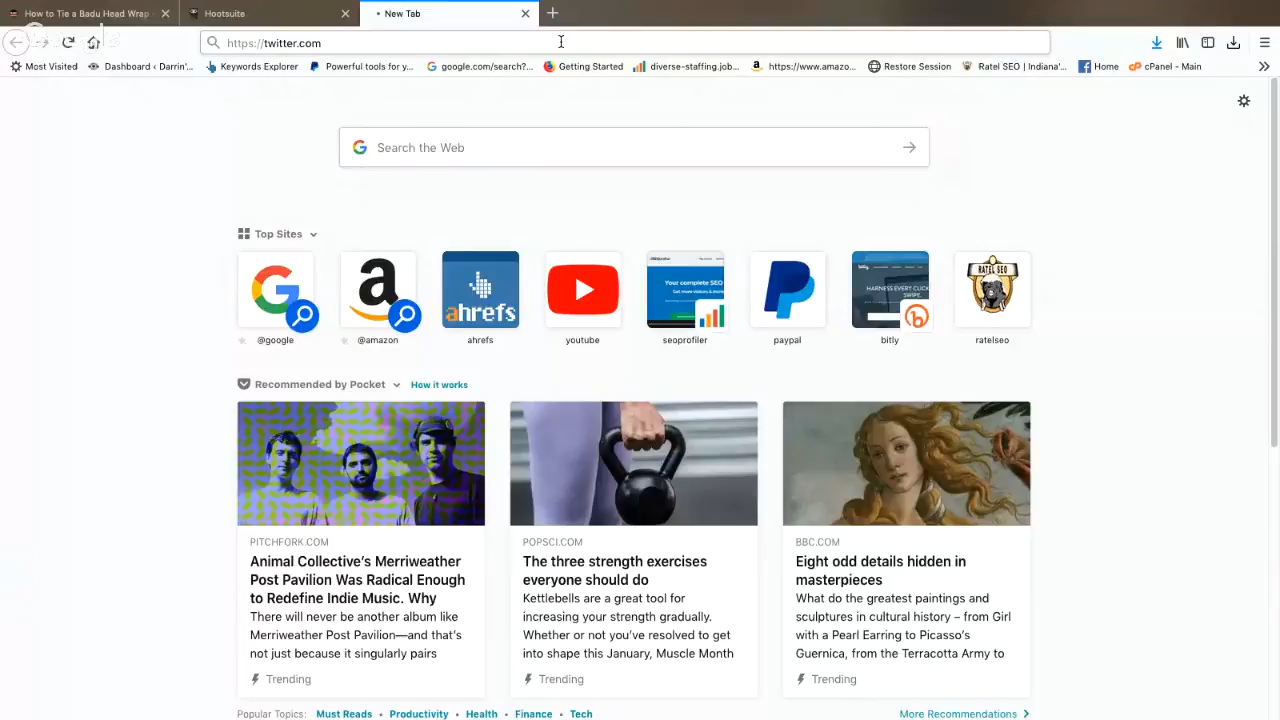 How to Tie a Badu Head Wrap
Hootsuite
• New Tab
https://twitter.com
Most Visited
Dashboard ‹ Darrin'...
Keywords Explorer
Powerful tools for y...
google.com/search?...
Getting Started
diverse-staffing.job...
https://www.amazo...
Restore Session
Ratel SEO | Indiana'...
Home
cPanel - Main
Search the Web
Top Sites
a
ahrefs
RATEL SEO
@google
@amazon
ahrefs
youtube
seoprofiler
paypal
bitly
ratelseo
Recommended by Pocket
How it works
PITCHFORK.COM
Animal Collective's Merriweather
Post Pavilion Was Radical Enough
to Redefine Indie Music. Why
There will never be another album like
Merriweather Post Pavilion—and that's
not just because it singularly pairs
Trending
POPSCI.COM
The three strength exercises
everyone should do
Kettlebells are a great tool for
increasing your strength gradually.
Whether or not you've resolved to get
into shape this January, Muscle Month
Trending
BBC.COM
Eight odd details hidden in
masterpieces
What do the greatest paintings and
sculptures in cultural history – from Girl
with a Pearl Earring to Picasso's
Guernica, from the Terracotta Army to
Trending
Popular Topics: Must Reads • Productivity • Health • Finance • Tech
More Recommendations